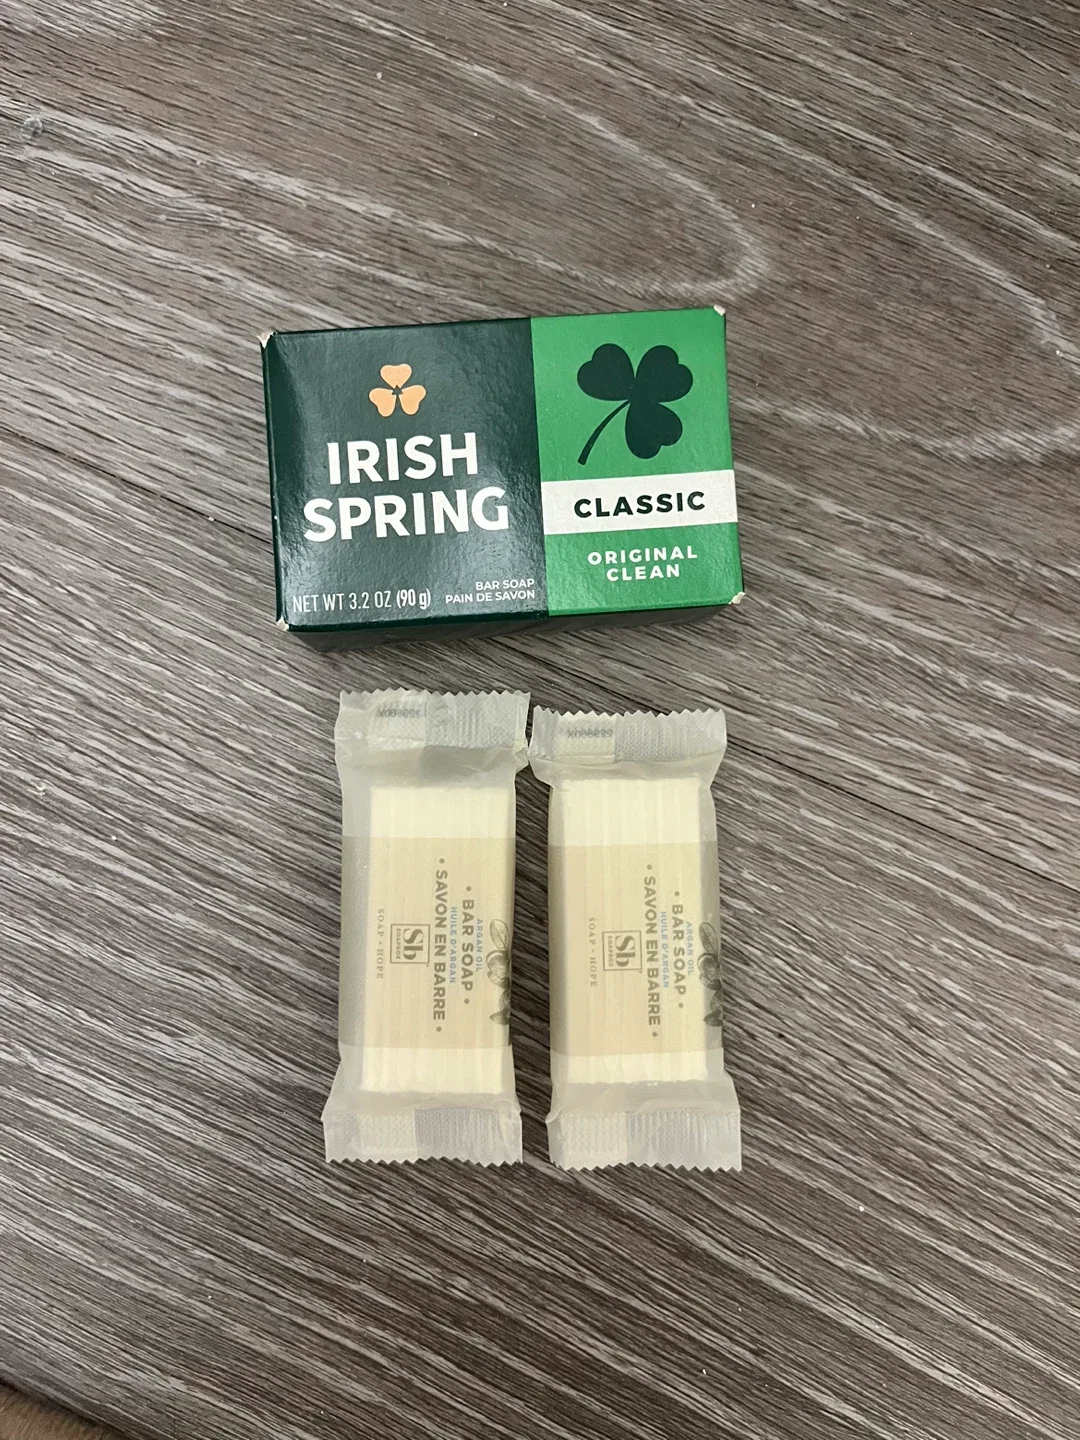 IRISH
SPRING
NET WT 3.2 OZ (90 g)
BAR SOAP
PAIN DE SAVON
CLASSIC
ORIGINAL
CLEAN
ARGAN OIL
• BAR SOAP •
HUILE D'ARGAN
• SAVON EN BARRE •
Sb
SOAPBOX
SOAP = HOPE
ARGAN OIL
• BAR SOAP •
HUILE D'ARGAN
• SAVON EN BARRE •
Sb
SOAPBOX
SOAP = HOPE